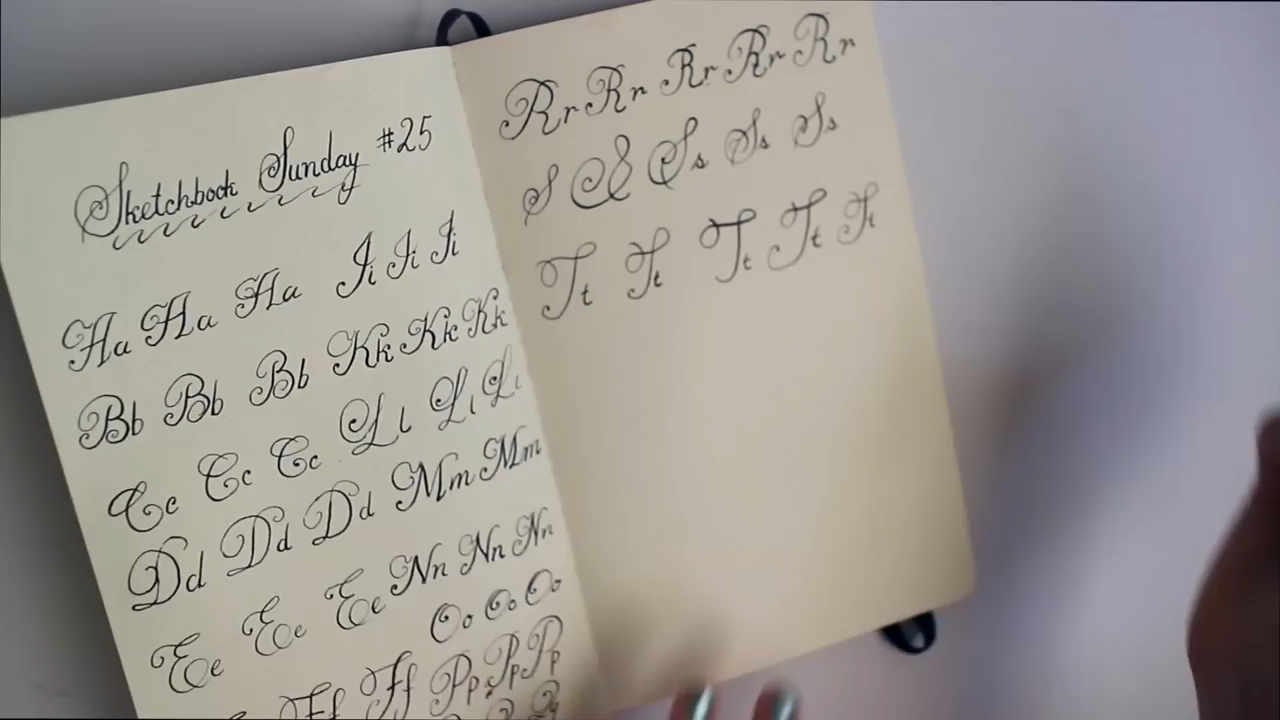 Sketchbook Sunday #25
Ha Ha Ha Ii Ii Ii
Bb Bb Bb Kk Kk Kk
Cc Cc Cc Ll Ll Ll
Dd Dd Dd Mm Mm
Ee Ee Ee Nn Nn Nn
Oo Oo Oo
Ff Ff Pp Pp Pp
Rr Rr Rr Rr Rr
S S Ss Ss Ss
Tt Tt Tt Tt Tt